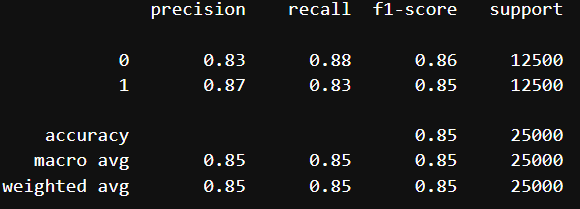 precision recall f1-score support
0 0.83 0.88 0.86 12500
1 0.87 0.83 0.85 12500
accuracy 0.85 25000
macro avg 0.85 0.85 0.85 25000
weighted avg 0.85 0.85 0.85 25000